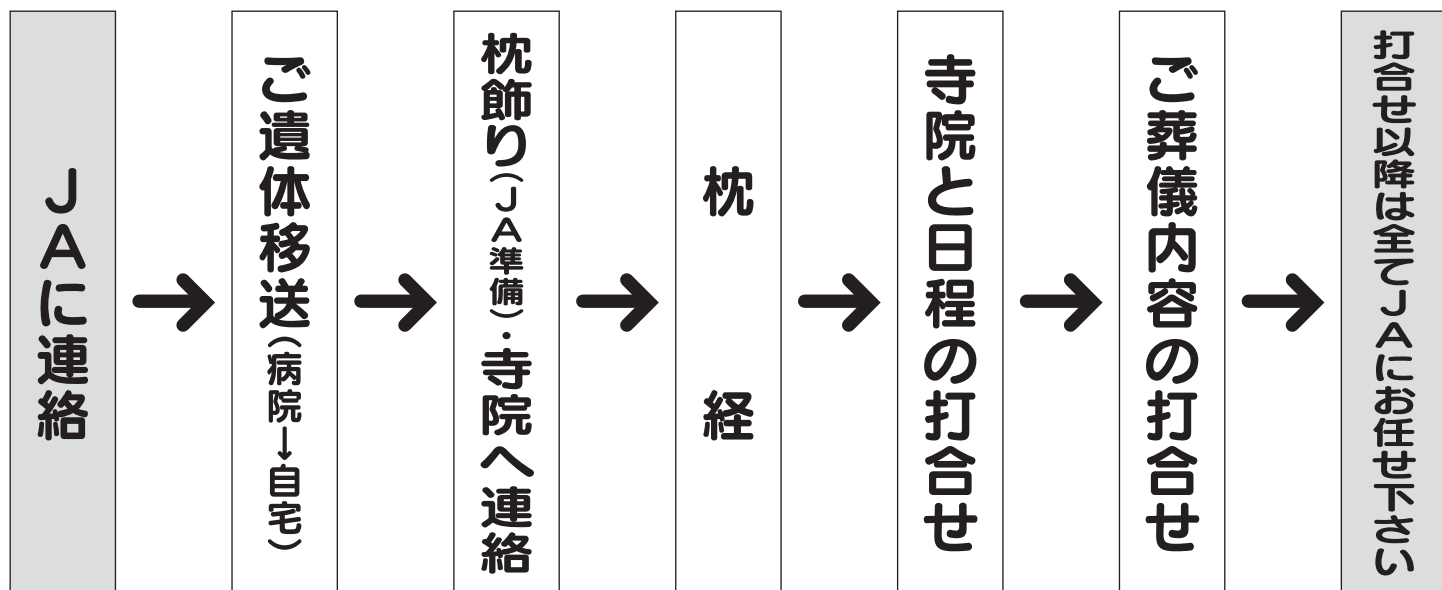 JAに連絡
ご遺体移送(病院→自宅)
枕飾り(JA準備)・寺院へ連絡
枕経
寺院と日程の打合せ
ご葬儀内容の打合せ
打合せ以降は全てJAにお任せ下さい